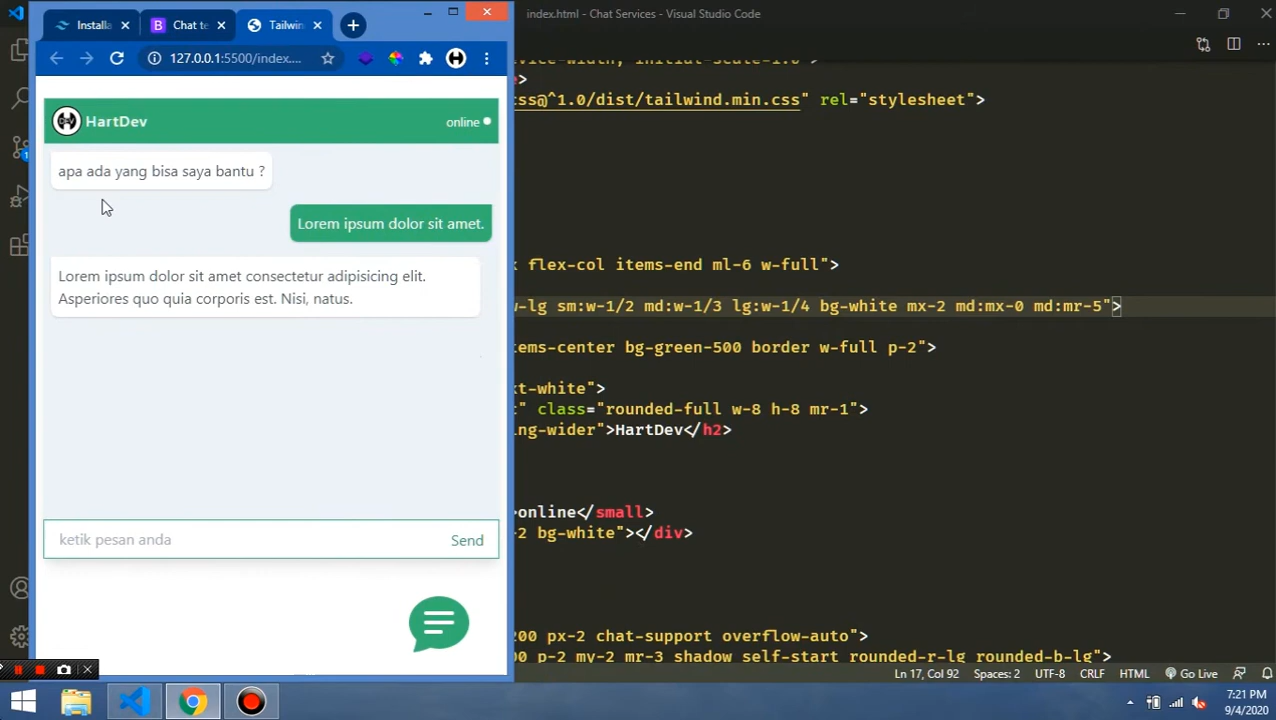 index.html - Chat Services - Visual Studio Code
Installa
Chat te
Tailwin
127.0.0.1:5500/index....
HartDev
online
apa ada yang bisa saya bantu ?
Lorem ipsum dolor sit amet.
Lorem ipsum dolor sit amet consectetur adipisicing elit.
Asperiores quo quia corporis est. Nisi, natus.
ketik pesan anda
Send
ss@^1.0/dist/tailwind.min.css" rel="stylesheet">
flex-col items-end ml-6 w-full">
w-lg sm:w-1/2 md:w-1/3 lg:w-1/4 bg-white mx-2 md:mx-0 md:mr-5">
ems-center bg-green-500 border w-full p-2">
xt-white">
" class="rounded-full w-8 h-8 mr-1">
ng-wider">HartDev</h2>
>online</small>
-2 bg-white"></div>
200 px-2 chat-support overflow-auto">
00 p-2 my-2 mr-3 shadow self-start rounded-r-lg rounded-b-lg">
Ln 17, Col 92 Spaces: 2 UTF-8 CRLF HTML Go Live
7:21 PM
9/4/2020